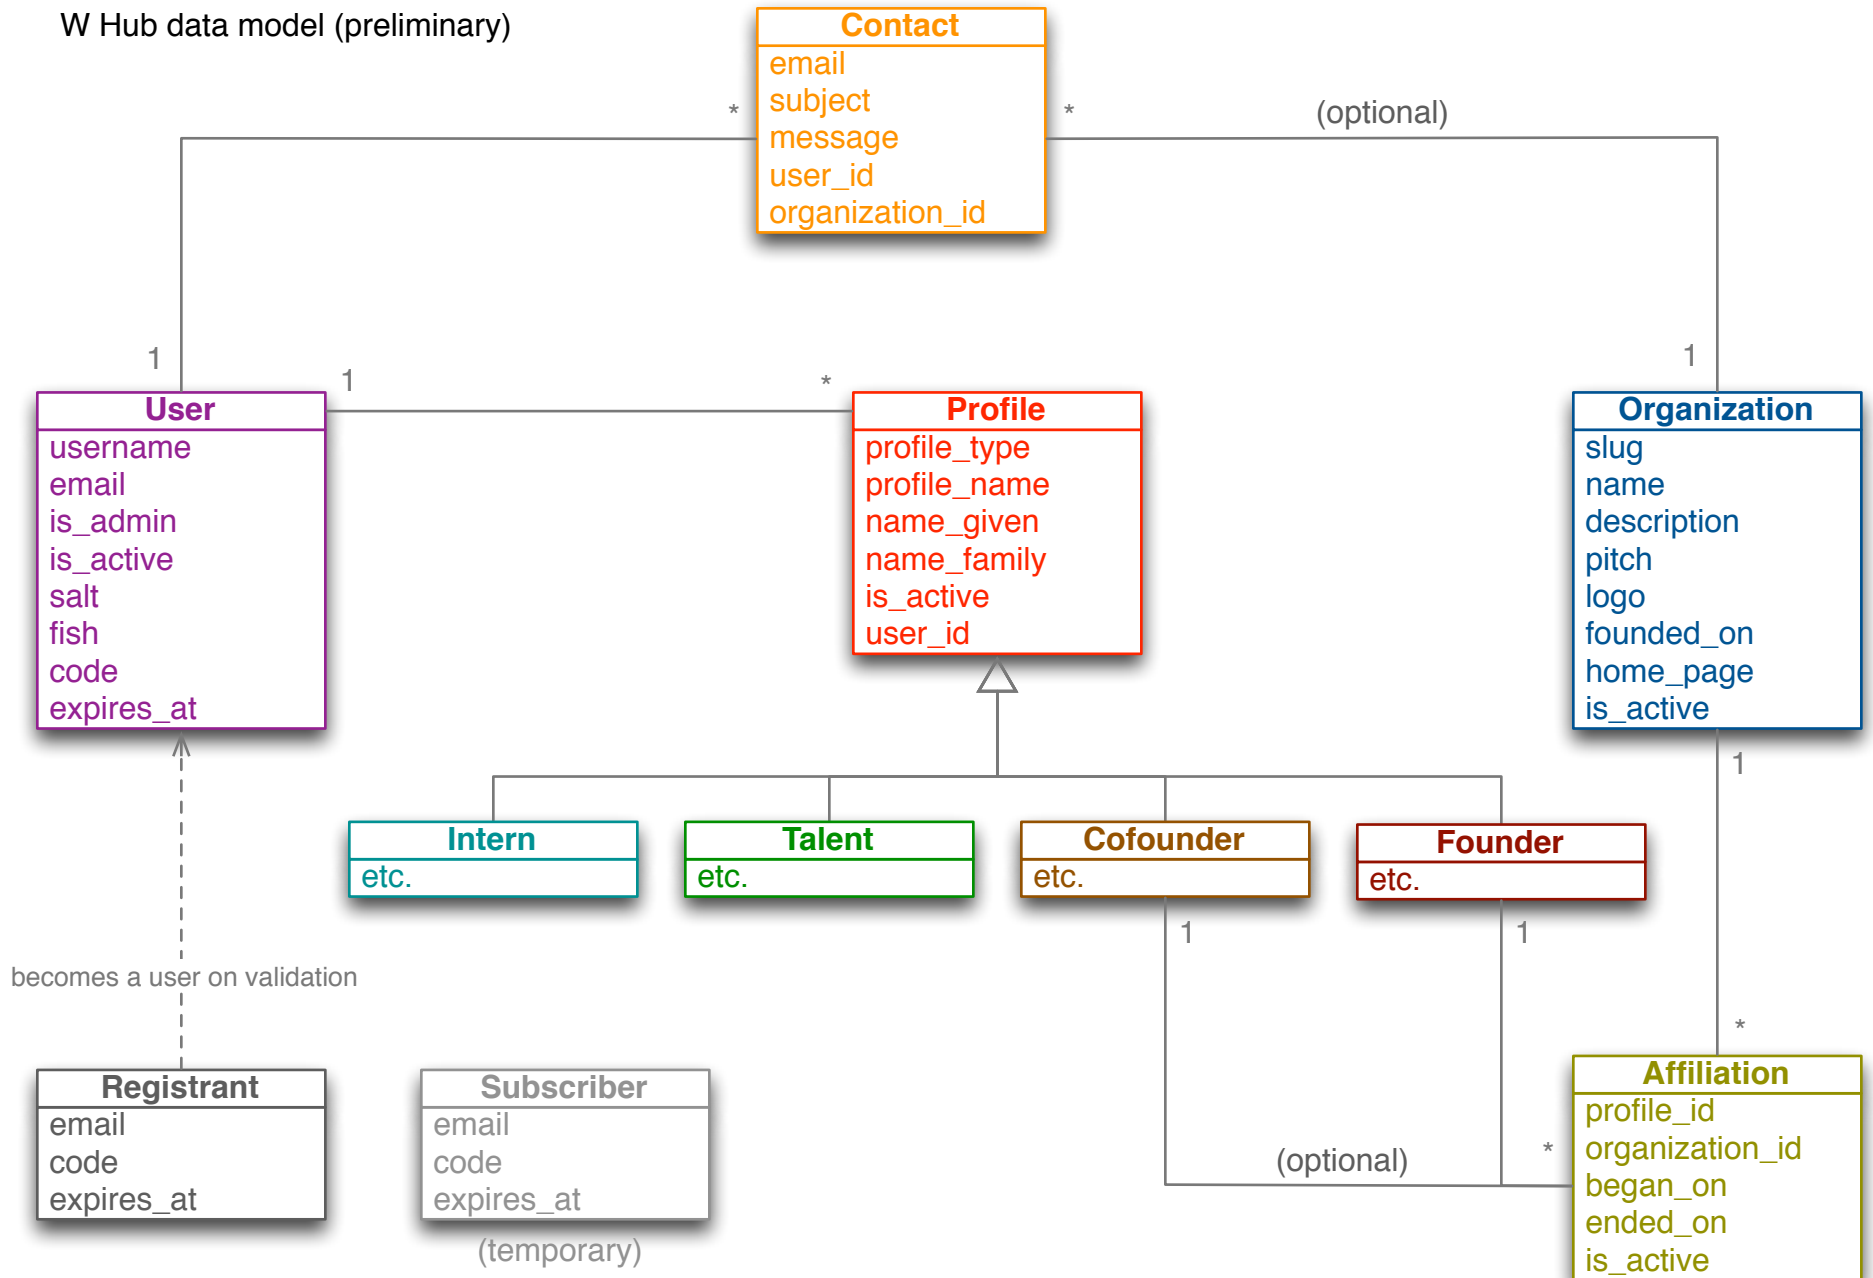 W Hub data model (preliminary)
Contact
email
subject
message
user_id
organization_id
*
*
(optional)
1
1
1
*
User
username
email
is_admin
is_active
salt
fish
code
expires_at
Profile
profile_type
profile_name
name_given
name_family
is_active
user_id
Organization
slug
name
description
pitch
logo
founded_on
home_page
is_active
1
Intern
etc.
Talent
etc.
Cofounder
etc.
Founder
etc.
1
1
becomes a user on validation
*
Registrant
email
code
expires_at
Subscriber
email
code
expires_at
(temporary)
(optional)
*
Affiliation
profile_id
organization_id
began_on
ended_on
is_active